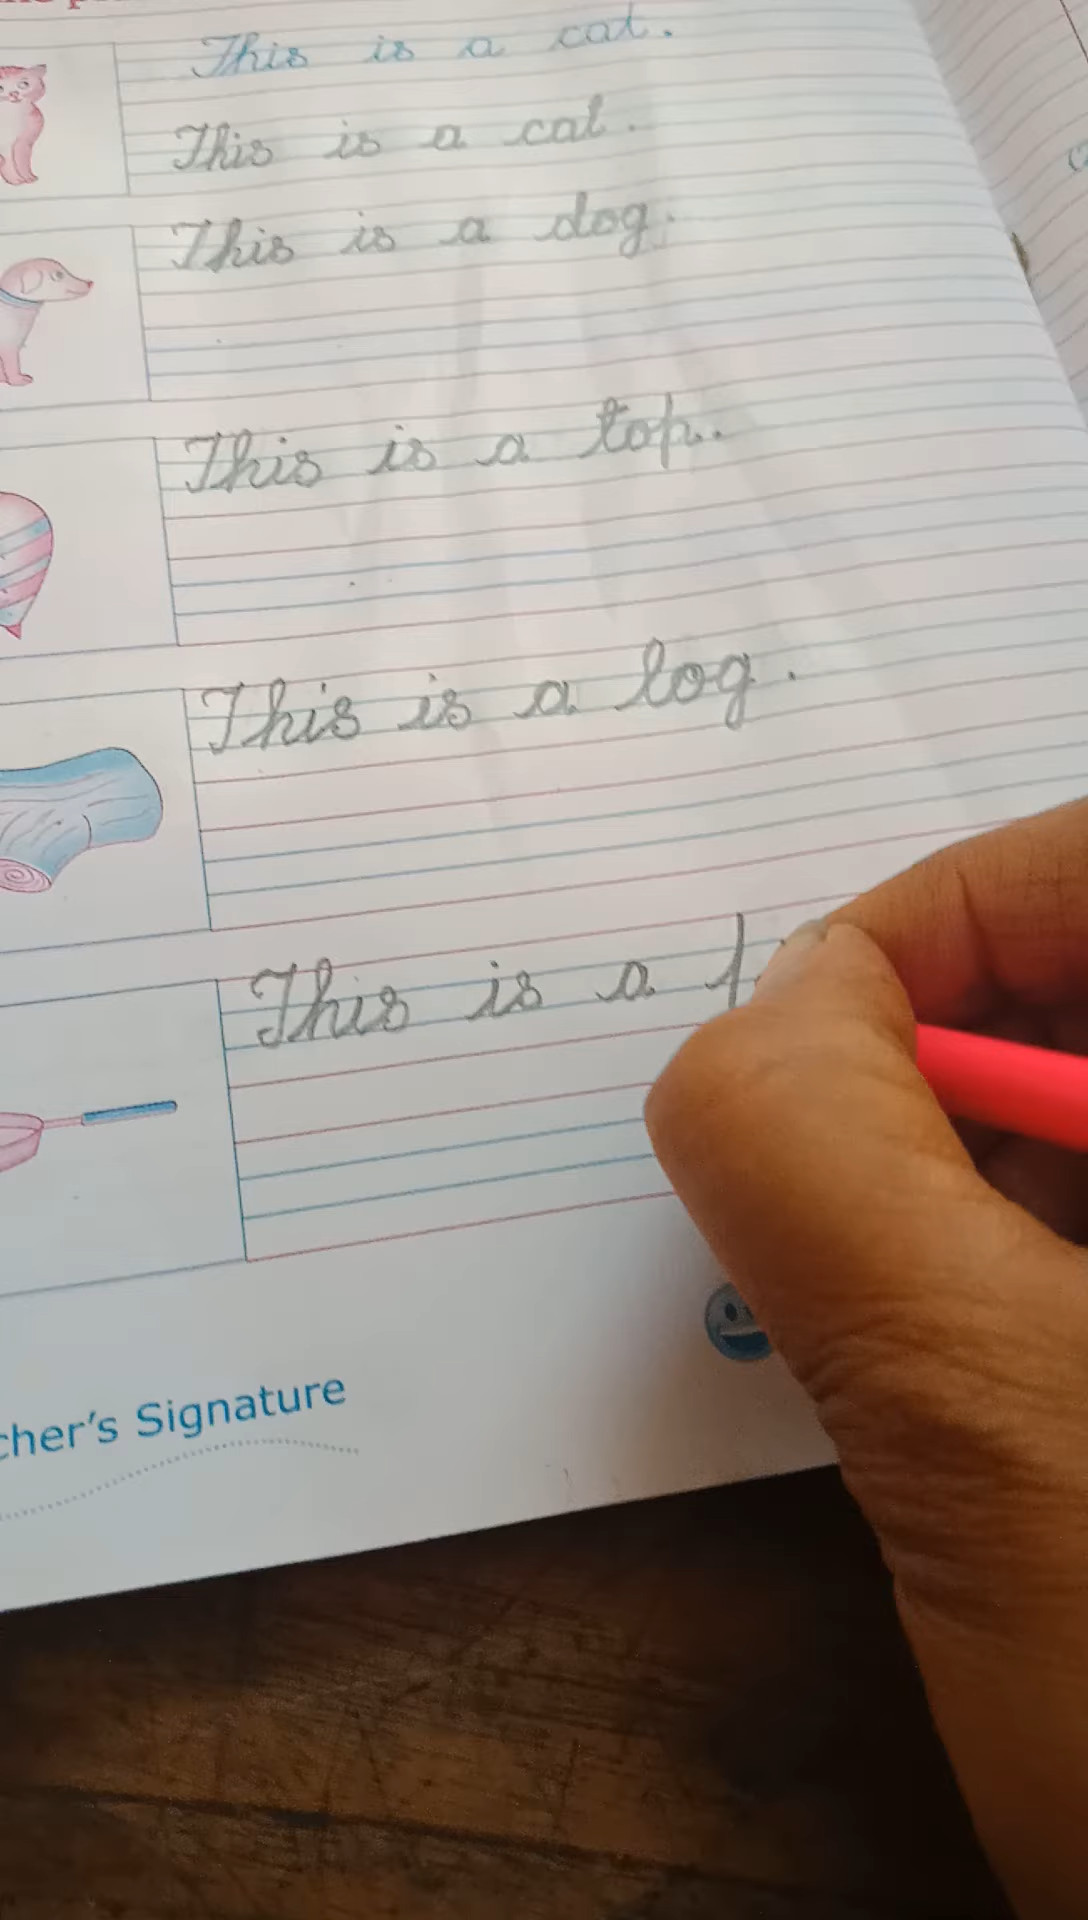 This is a cat.
This is a cat.
This is a dog.
This is a top.
This is a log.
This is a
cher's Signature